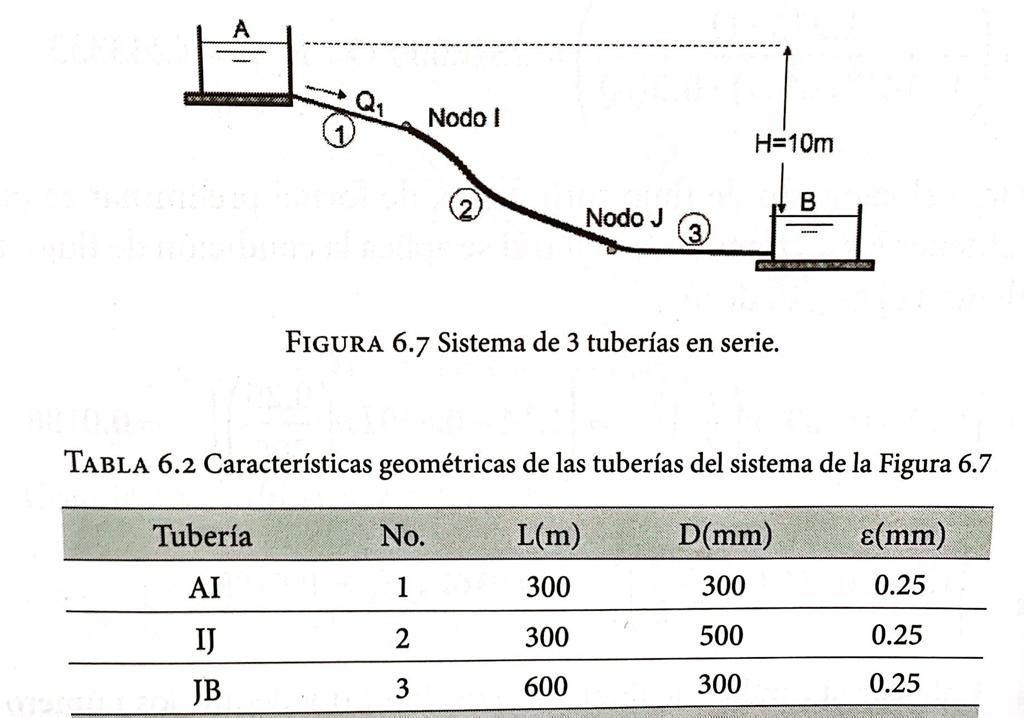 A
Q1
1
Nodo I
H=10m
2
Nodo J
3
B
FIGURA 6.7 Sistema de 3 tuberías en serie.
TABLA 6.2 Características geométricas de las tuberías del sistema de la Figura 6.7
Tubería No. L(m) D(mm) ε(mm)
AI 1 300 300 0.25
IJ 2 300 500 0.25
JB 3 600 300 0.25